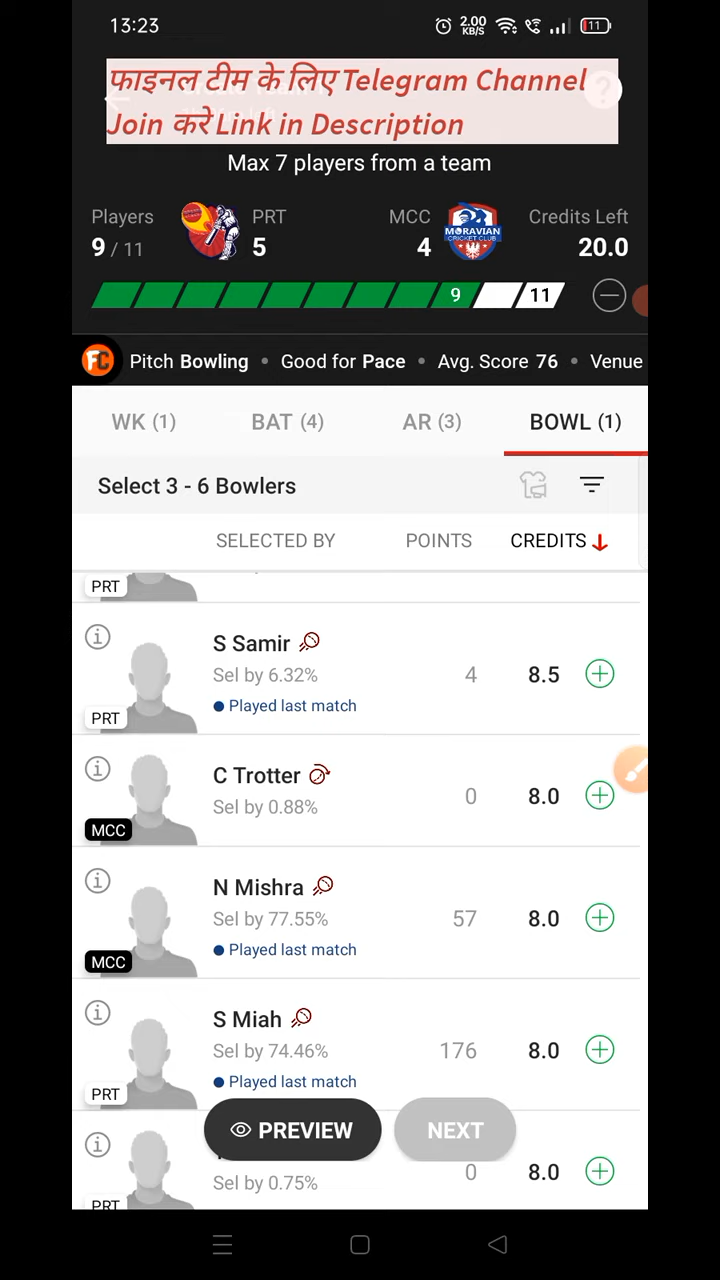 13:23
2.00 KB/S
11
फाइनल टीम के लिए Telegram Channel
Join करे Link in Description
?
Max 7 players from a team
Players PRT MCC Credits Left
9 / 11 5 4 20.0
MORAVIAN
CRICKET CLUB
9 11
FC Pitch Bowling • Good for Pace • Avg. Score 76 • Venue
WK (1) BAT (4) AR (3) BOWL (1)
Select 3 - 6 Bowlers
SELECTED BY POINTS CREDITS
PRT
S Samir
Sel by 6.32% 4 8.5
Played last match
PRT
C Trotter
Sel by 0.88% 0 8.0
MCC
N Mishra
Sel by 77.55% 57 8.0
Played last match
MCC
S Miah
Sel by 74.46% 176 8.0
Played last match
PRT
PREVIEW NEXT
Sel by 0.75% 0 8.0
PRT